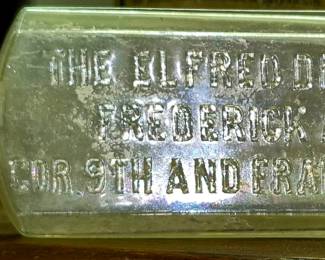 THE ELFRED D
FREDERICK
COR. 9TH AND FRA